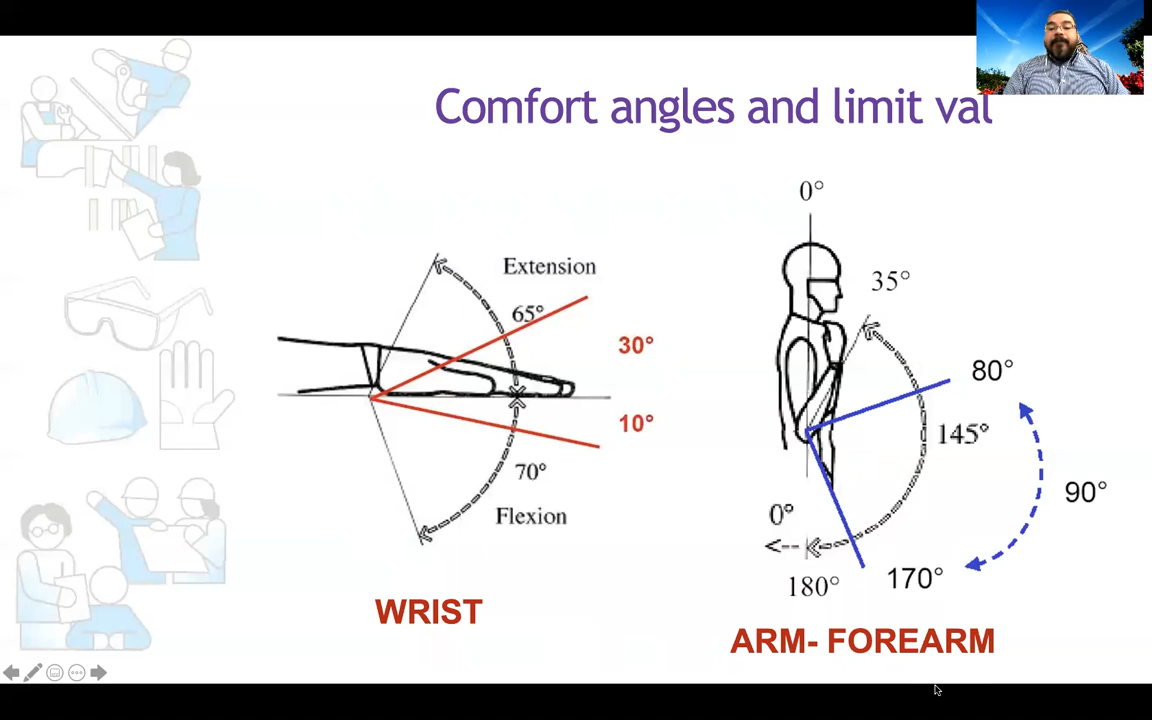 Comfort angles and limit val
0°
Extension
35°
65°
30°
80°
10°
145°
70°
90°
Flexion
0°
170°
180°
WRIST
ARM- FOREARM